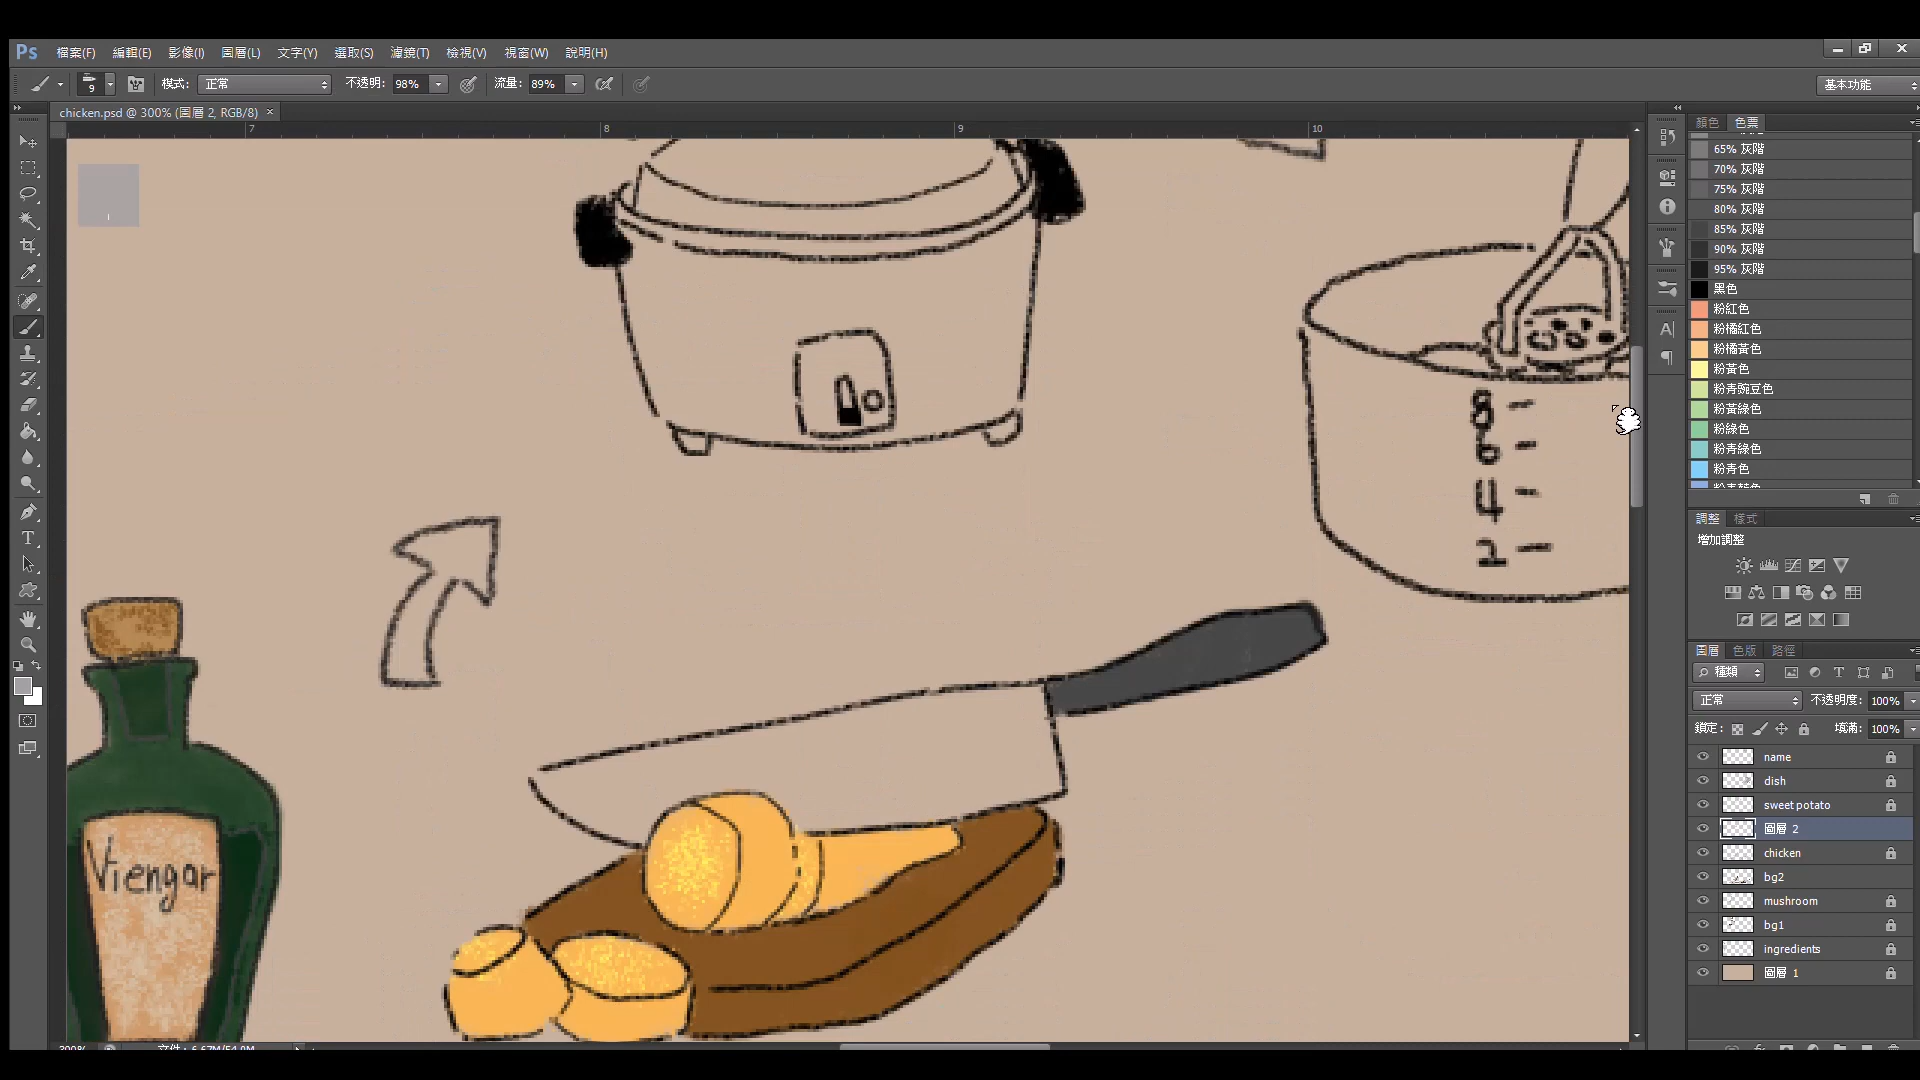 Ps 檔案(F) 編輯(E) 影像(I) 圖層(L) 文字(Y) 選取(S) 濾鏡(T) 檢視(V) 視窗(W) 說明(H)
9 模式: 正常 不透明: 98% 流量: 89% 基本功能
chicken.psd @ 300% (圖層 2, RGB/8) ×
7 8 9 10
顏色 色票
65% 灰階
70% 灰階
75% 灰階
80% 灰階
85% 灰階
90% 灰階
95% 灰階
黑色
粉紅色
粉橘紅色
粉橘黃色
粉黃色
粉青豌豆色
粉黃綠色
粉綠色
粉青綠色
粉青色
8
6
4
2
Viengar
調整 樣式
增加調整
圖層 色版 路徑
種類
正常 不透明度: 100%
鎖定: 填滿: 100%
name
dish
sweet potato
圖層 2
chicken
bg2
mushroom
bg1
ingredients
圖層 1